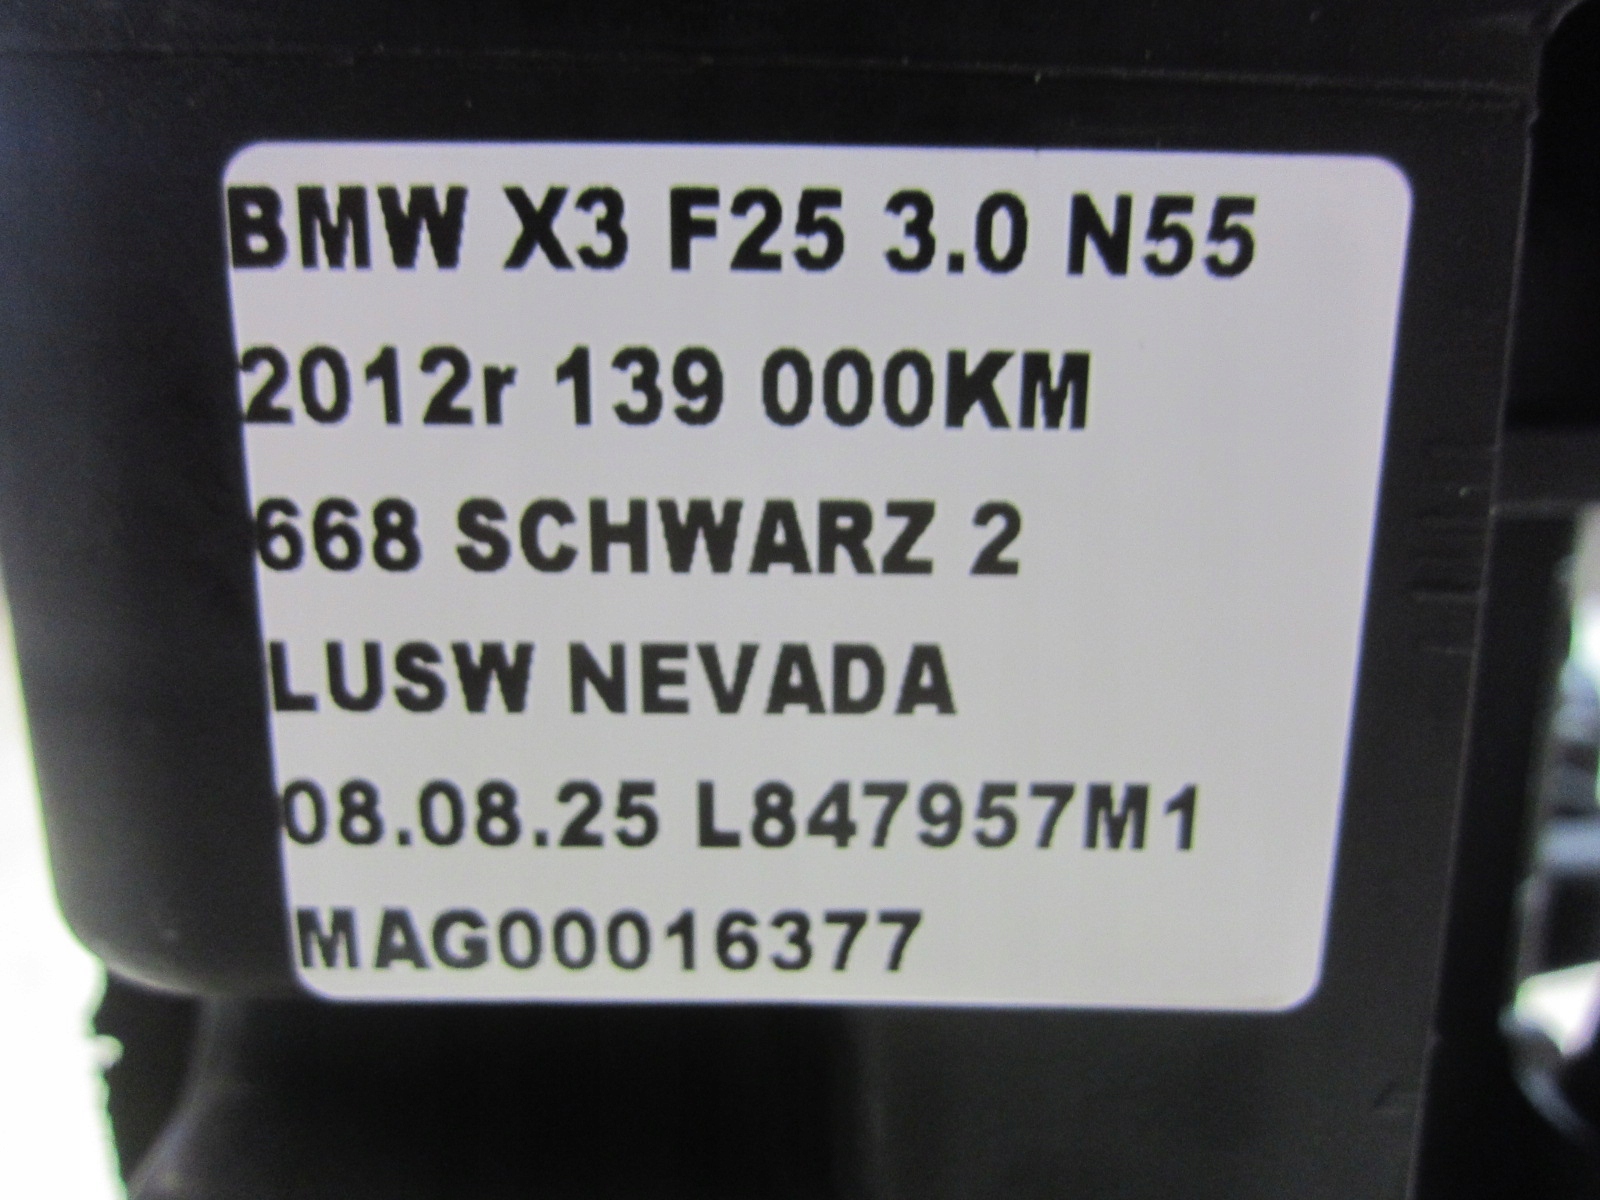 BMW X3 F25 3.0 N55
2012r 139 000KM
668 SCHWARZ 2
LUSW NEVADA
08.08.25 L847957M1
MAG00016377